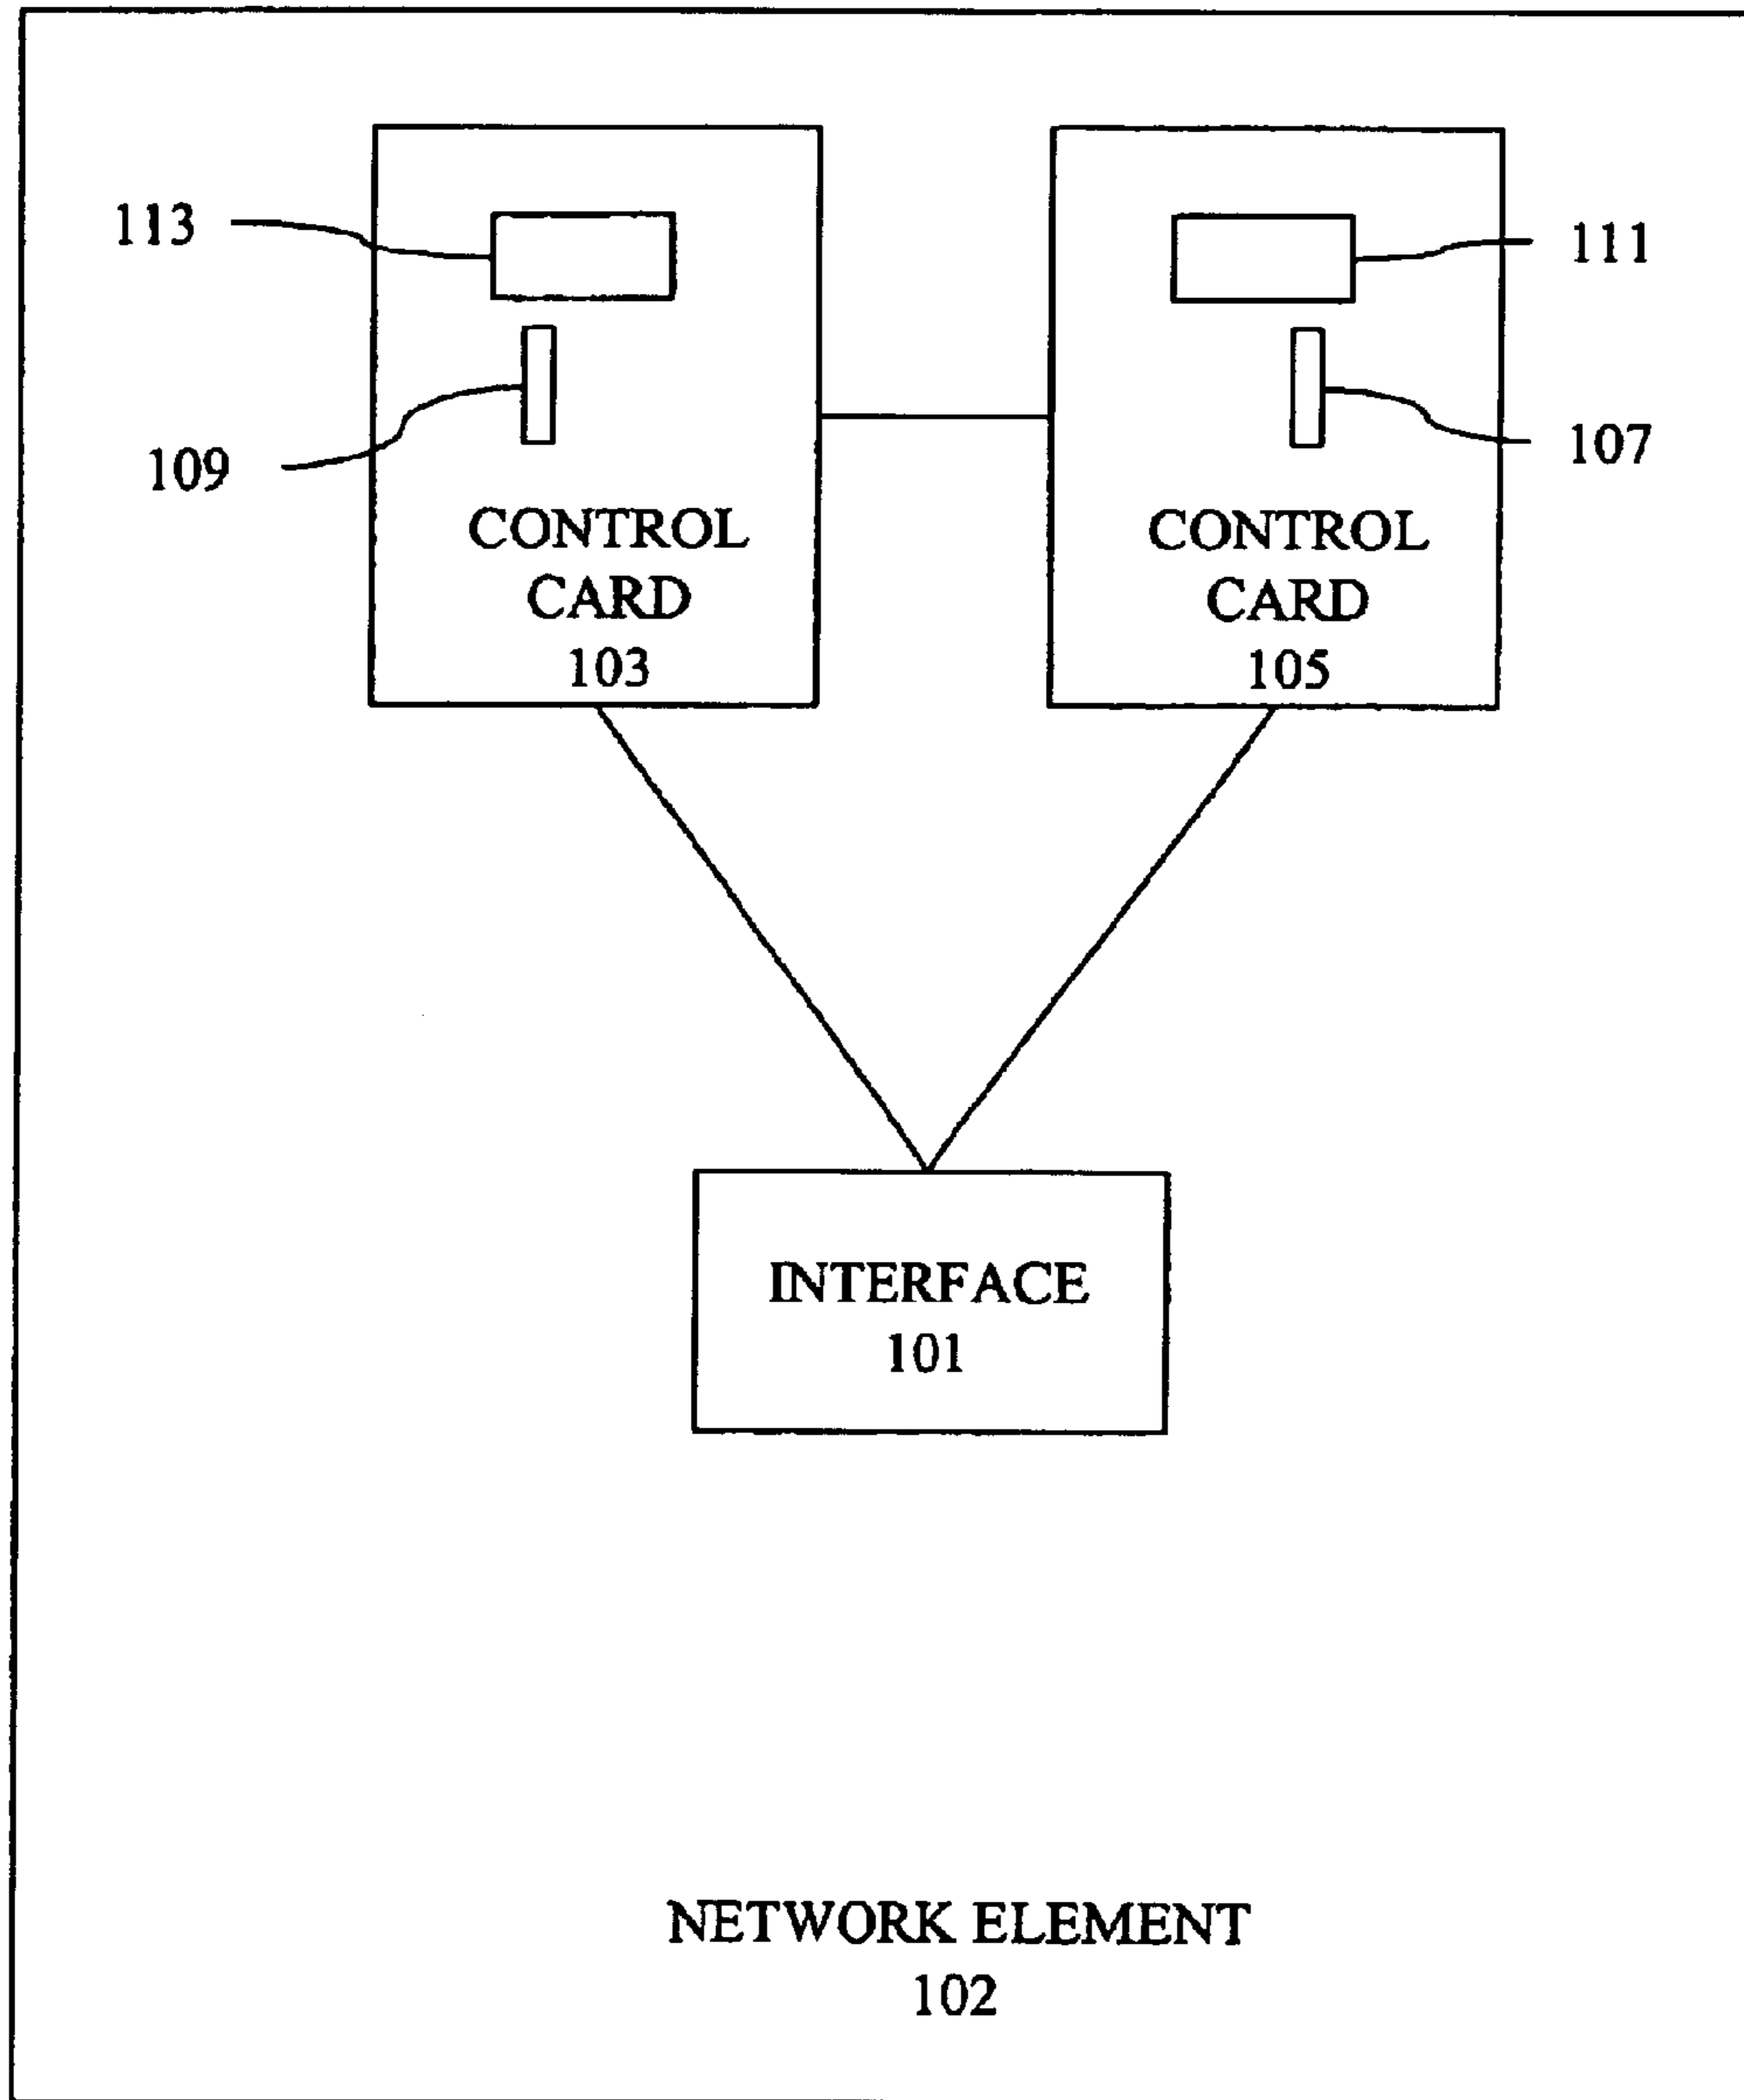 113
111
109
107
CONTROL
CARD
103
CONTROL
CARD
105
INTERFACE
101
NETWORK ELEMENT
102